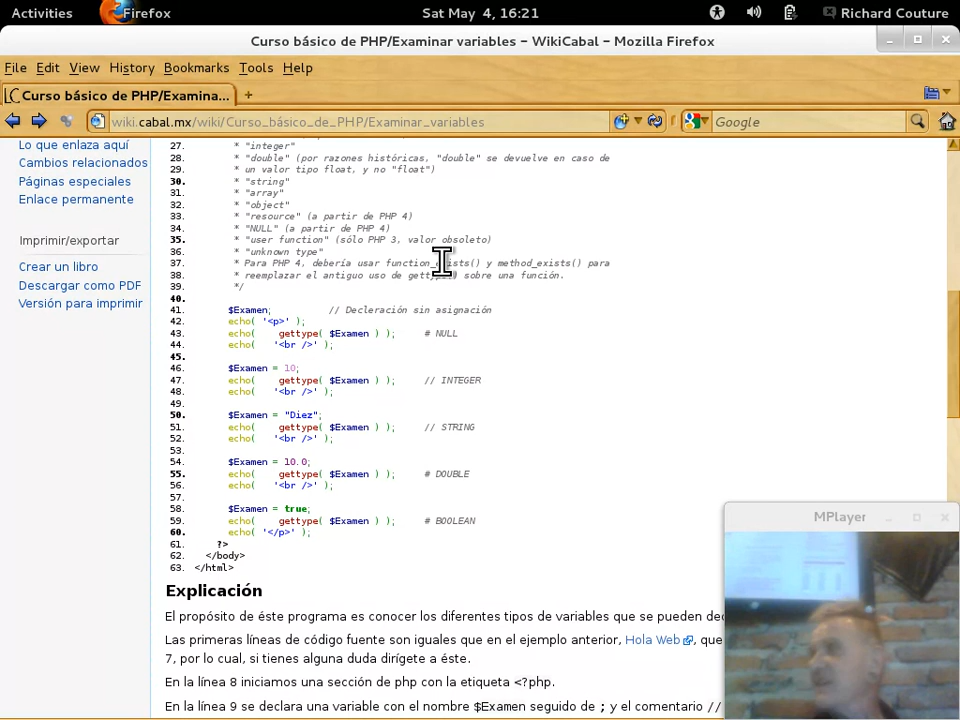 Activities Firefox Sat May 4, 16:21 Richard Couture
Curso básico de PHP/Examinar variables - WikiCabal - Mozilla Firefox
File Edit View History Bookmarks Tools Help
Curso básico de PHP/Examina... +
wiki.cabal.mx/wiki/Curso_básico_de_PHP/Examinar_variables Google
Lo que enlaza aquí
Cambios relacionados
Páginas especiales
Enlace permanente
Imprimir/exportar
Crear un libro
Descargar como PDF
Versión para imprimir
27. * "integer"
28. * "double" (por razones históricas, "double" se devuelve en caso de
29. * un valor tipo float, y no "float")
30. * "string"
31. * "array"
32. * "object"
33. * "resource" (a partir de PHP 4)
34. * "NULL" (a partir de PHP 4)
35. * "user function" (sólo PHP 3, valor obsoleto)
36. * "unknown type"
37. * Para PHP 4, debería usar function_exists() y method_exists() para
38. * reemplazar el antiguo uso de gettype() sobre una función.
39. */
40.
41. $Examen; // Decleración sin asignación
42. echo( '<p>' );
43. echo( gettype( $Examen ) ); # NULL
44. echo( '<br />' );
45.
46. $Examen = 10;
47. echo( gettype( $Examen ) ); // INTEGER
48. echo( '<br />' );
49.
50. $Examen = "Diez";
51. echo( gettype( $Examen ) ); // STRING
52. echo( '<br />' );
53.
54. $Examen = 10.0;
55. echo( gettype( $Examen ) ); # DOUBLE
56. echo( '<br />' );
57.
58. $Examen = true;
59. echo( gettype( $Examen ) ); # BOOLEAN
60. echo( '</p>' );
61. ?>
62. </body>
63. </html>
Explicación
El propósito de éste programa es conocer los diferentes tipos de variables que se pueden dec
Las primeras líneas de código fuente son iguales que en el ejemplo anterior, Hola Web, que
7, por lo cual, si tienes alguna duda dirígete a éste.
En la línea 8 iniciamos una sección de php con la etiqueta <?php.
En la línea 9 se declara una variable con el nombre $Examen seguido de ; y el comentario //
MPlayer